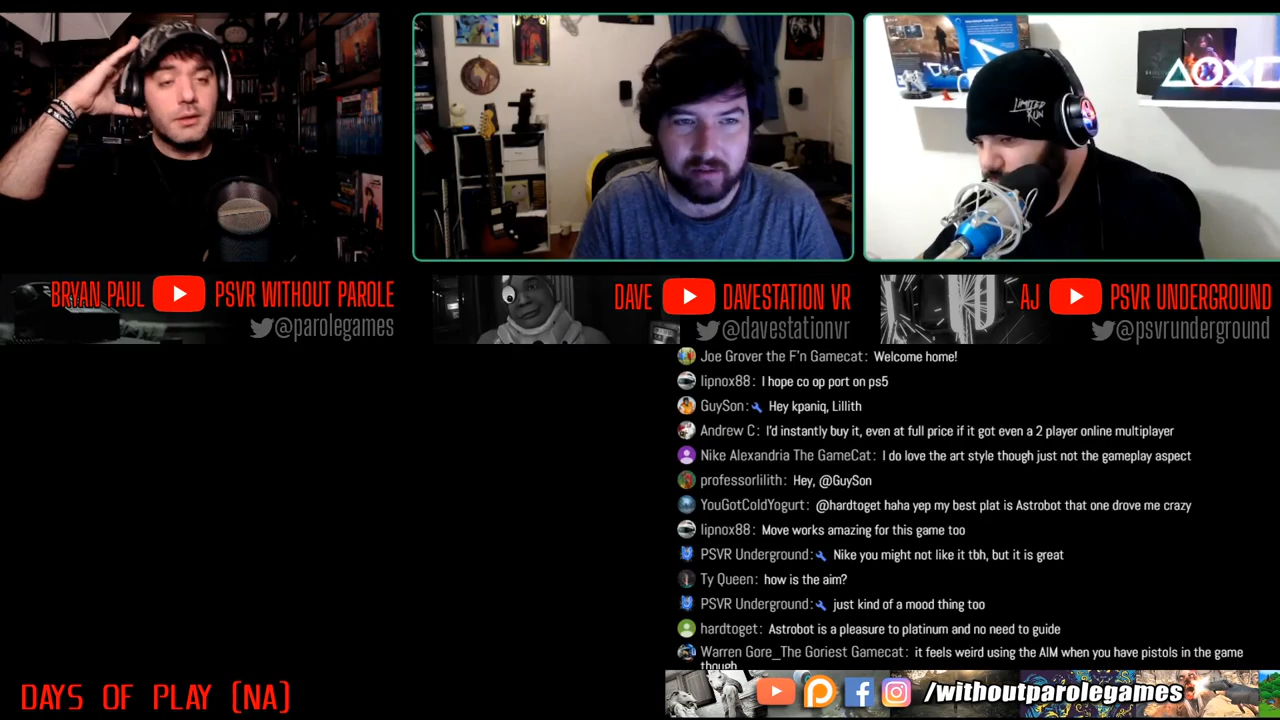 LIMITED
RUN
BRYAN PAUL PSVR WITHOUT PAROLE
@parolegames
DAVE DAVESTATION VR
@davestationvr
AJ PSVR UNDERGROUND
@psvrunderground
Joe Grover the F'n Gamecat: Welcome home!
lipnox88: I hope co op port on ps5
GuySon: Hey kpaniq, Lillith
Andrew C: I'd instantly buy it, even at full price if it got even a 2 player online multiplayer
Nike Alexandria The GameCat: I do love the art style though just not the gameplay aspect
professorlilith: Hey, @GuySon
YouGotColdYogurt: @hardtoget haha yep my best plat is Astrobot that one drove me crazy
lipnox88: Move works amazing for this game too
PSVR Underground: Nike you might not like it tbh, but it is great
Ty Queen: how is the aim?
PSVR Underground: just kind of a mood thing too
hardtoget: Astrobot is a pleasure to platinum and no need to guide
Warren Gore_The Goriest Gamecat: it feels weird using the AIM when you have pistols in the game
though
DAYS OF PLAY (NA)
/withoutparolegames